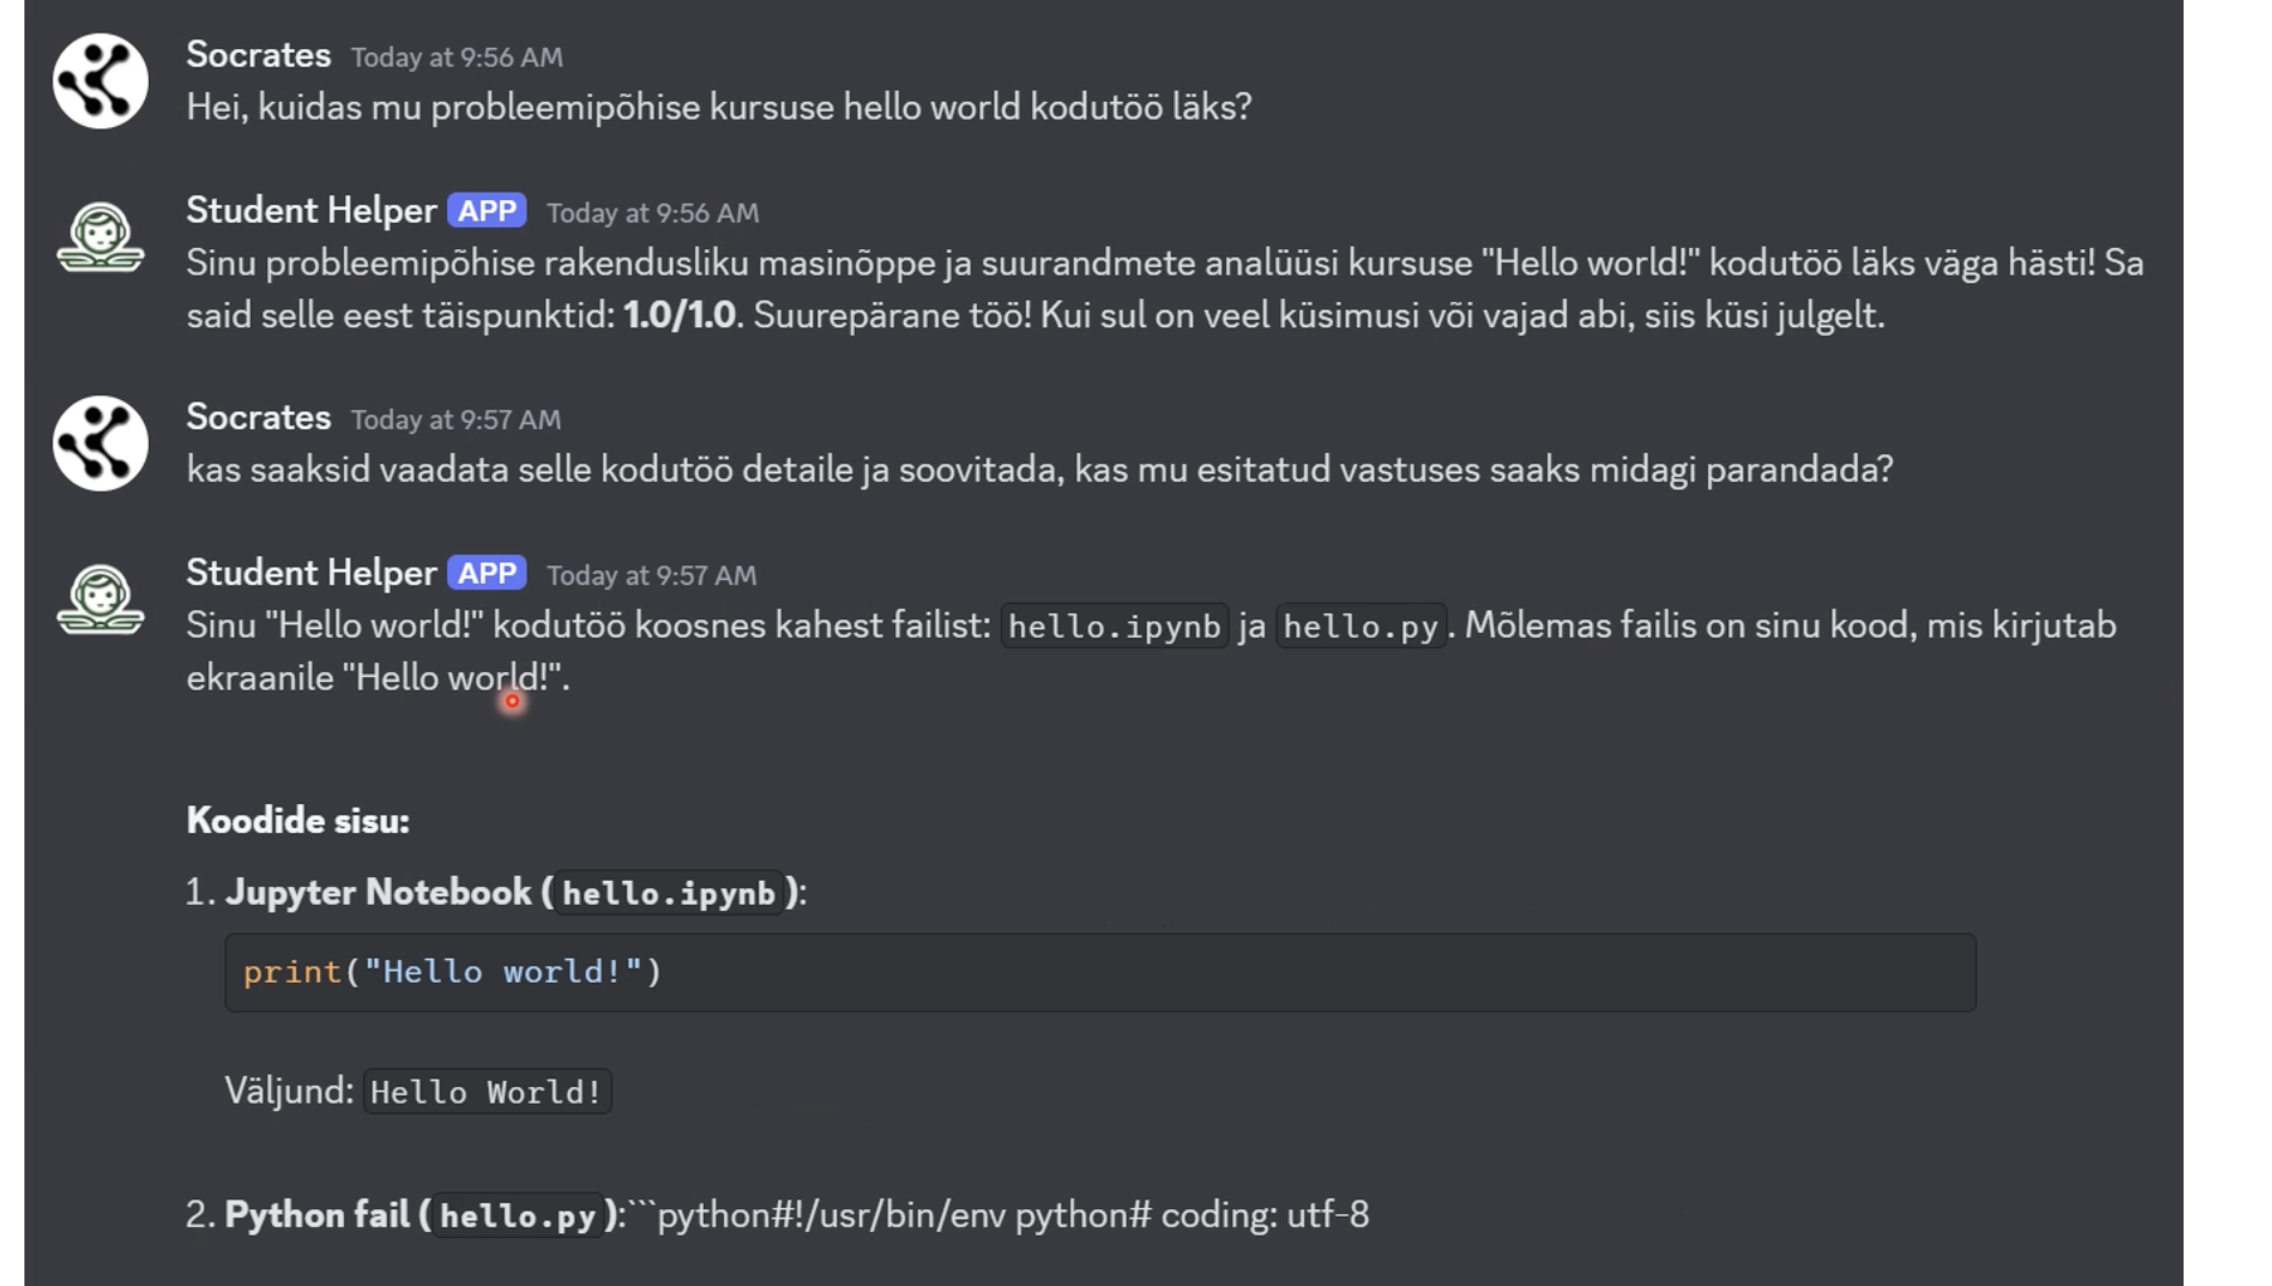 Socrates Today at 9:56 AM
Hei, kuidas mu probleemipõhise kursuse hello world kodutöö läks?
Student Helper APP Today at 9:56 AM
Sinu probleemipõhise rakendusliku masinõppe ja suurandmete analüüsi kursuse "Hello world!" kodutöö läks väga hästi! Sa
said selle eest täispunktid: 1.0/1.0. Suurepärane töö! Kui sul on veel küsimusi või vajad abi, siis küsi julgelt.
Socrates Today at 9:57 AM
kas saaksid vaadata selle kodutöö detaile ja soovitada, kas mu esitatud vastuses saaks midagi parandada?
Student Helper APP Today at 9:57 AM
Sinu "Hello world!" kodutöö koosnes kahest failist: hello.ipynb ja hello.py. Mõlemas failis on sinu kood, mis kirjutab
ekraanile "Hello world!".
Koodide sisu:
1. Jupyter Notebook (hello.ipynb):
print("Hello world!")
Väljund: Hello World!
2. Python fail (hello.py):```python#!/usr/bin/env python# coding: utf-8